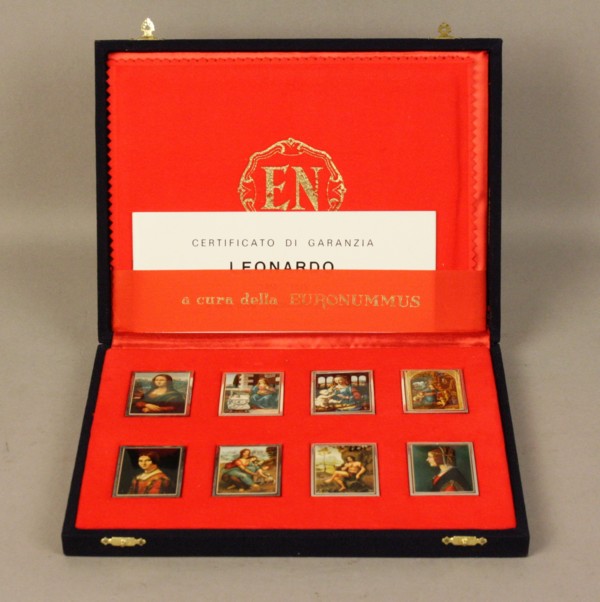 EN
CERTIFICATO DI GARANZIA
LEONARDO
a cura della EURONUMMUS